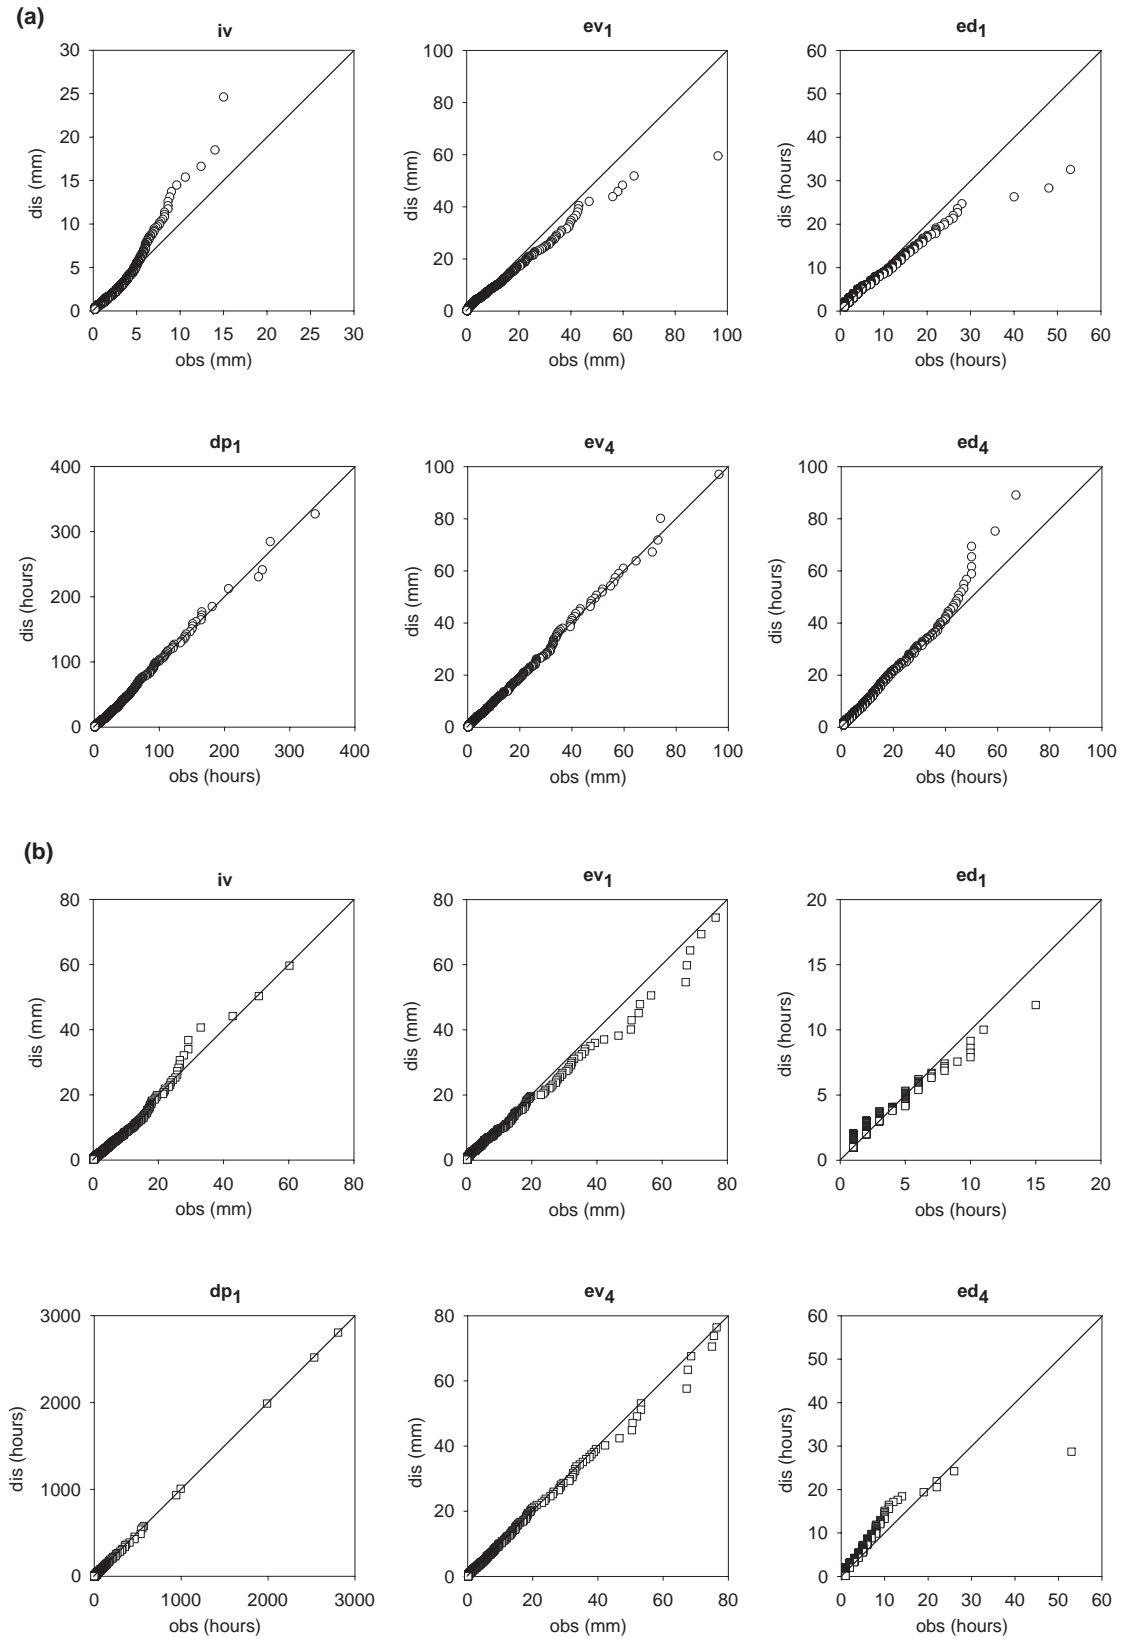 (a)
iv
ev1
ed1
30
25
20
15
10
5
0
dis (mm)
0 5 10 15 20 25 30
obs (mm)
100
80
60
40
20
0
dis (mm)
0 20 40 60 80 100
obs (mm)
60
50
40
30
20
10
0
dis (hours)
0 10 20 30 40 50 60
obs (hours)
dp1
ev4
ed4
400
300
200
100
0
dis (hours)
0 100 200 300 400
obs (hours)
100
80
60
40
20
0
dis (mm)
0 20 40 60 80 100
obs (mm)
100
80
60
40
20
0
dis (hours)
0 20 40 60 80 100
obs (hours)
(b)
iv
ev1
ed1
80
60
40
20
0
dis (mm)
0 20 40 60 80
obs (mm)
80
60
40
20
0
dis (mm)
0 20 40 60 80
obs (mm)
20
15
10
5
0
dis (hours)
0 5 10 15 20
obs (hours)
dp1
ev4
ed4
3000
2000
1000
0
dis (hours)
0 1000 2000 3000
obs (hours)
80
60
40
20
0
dis (mm)
0 20 40 60 80
obs (mm)
60
50
40
30
20
10
0
dis (hours)
0 10 20 30 40 50 60
obs (hours)